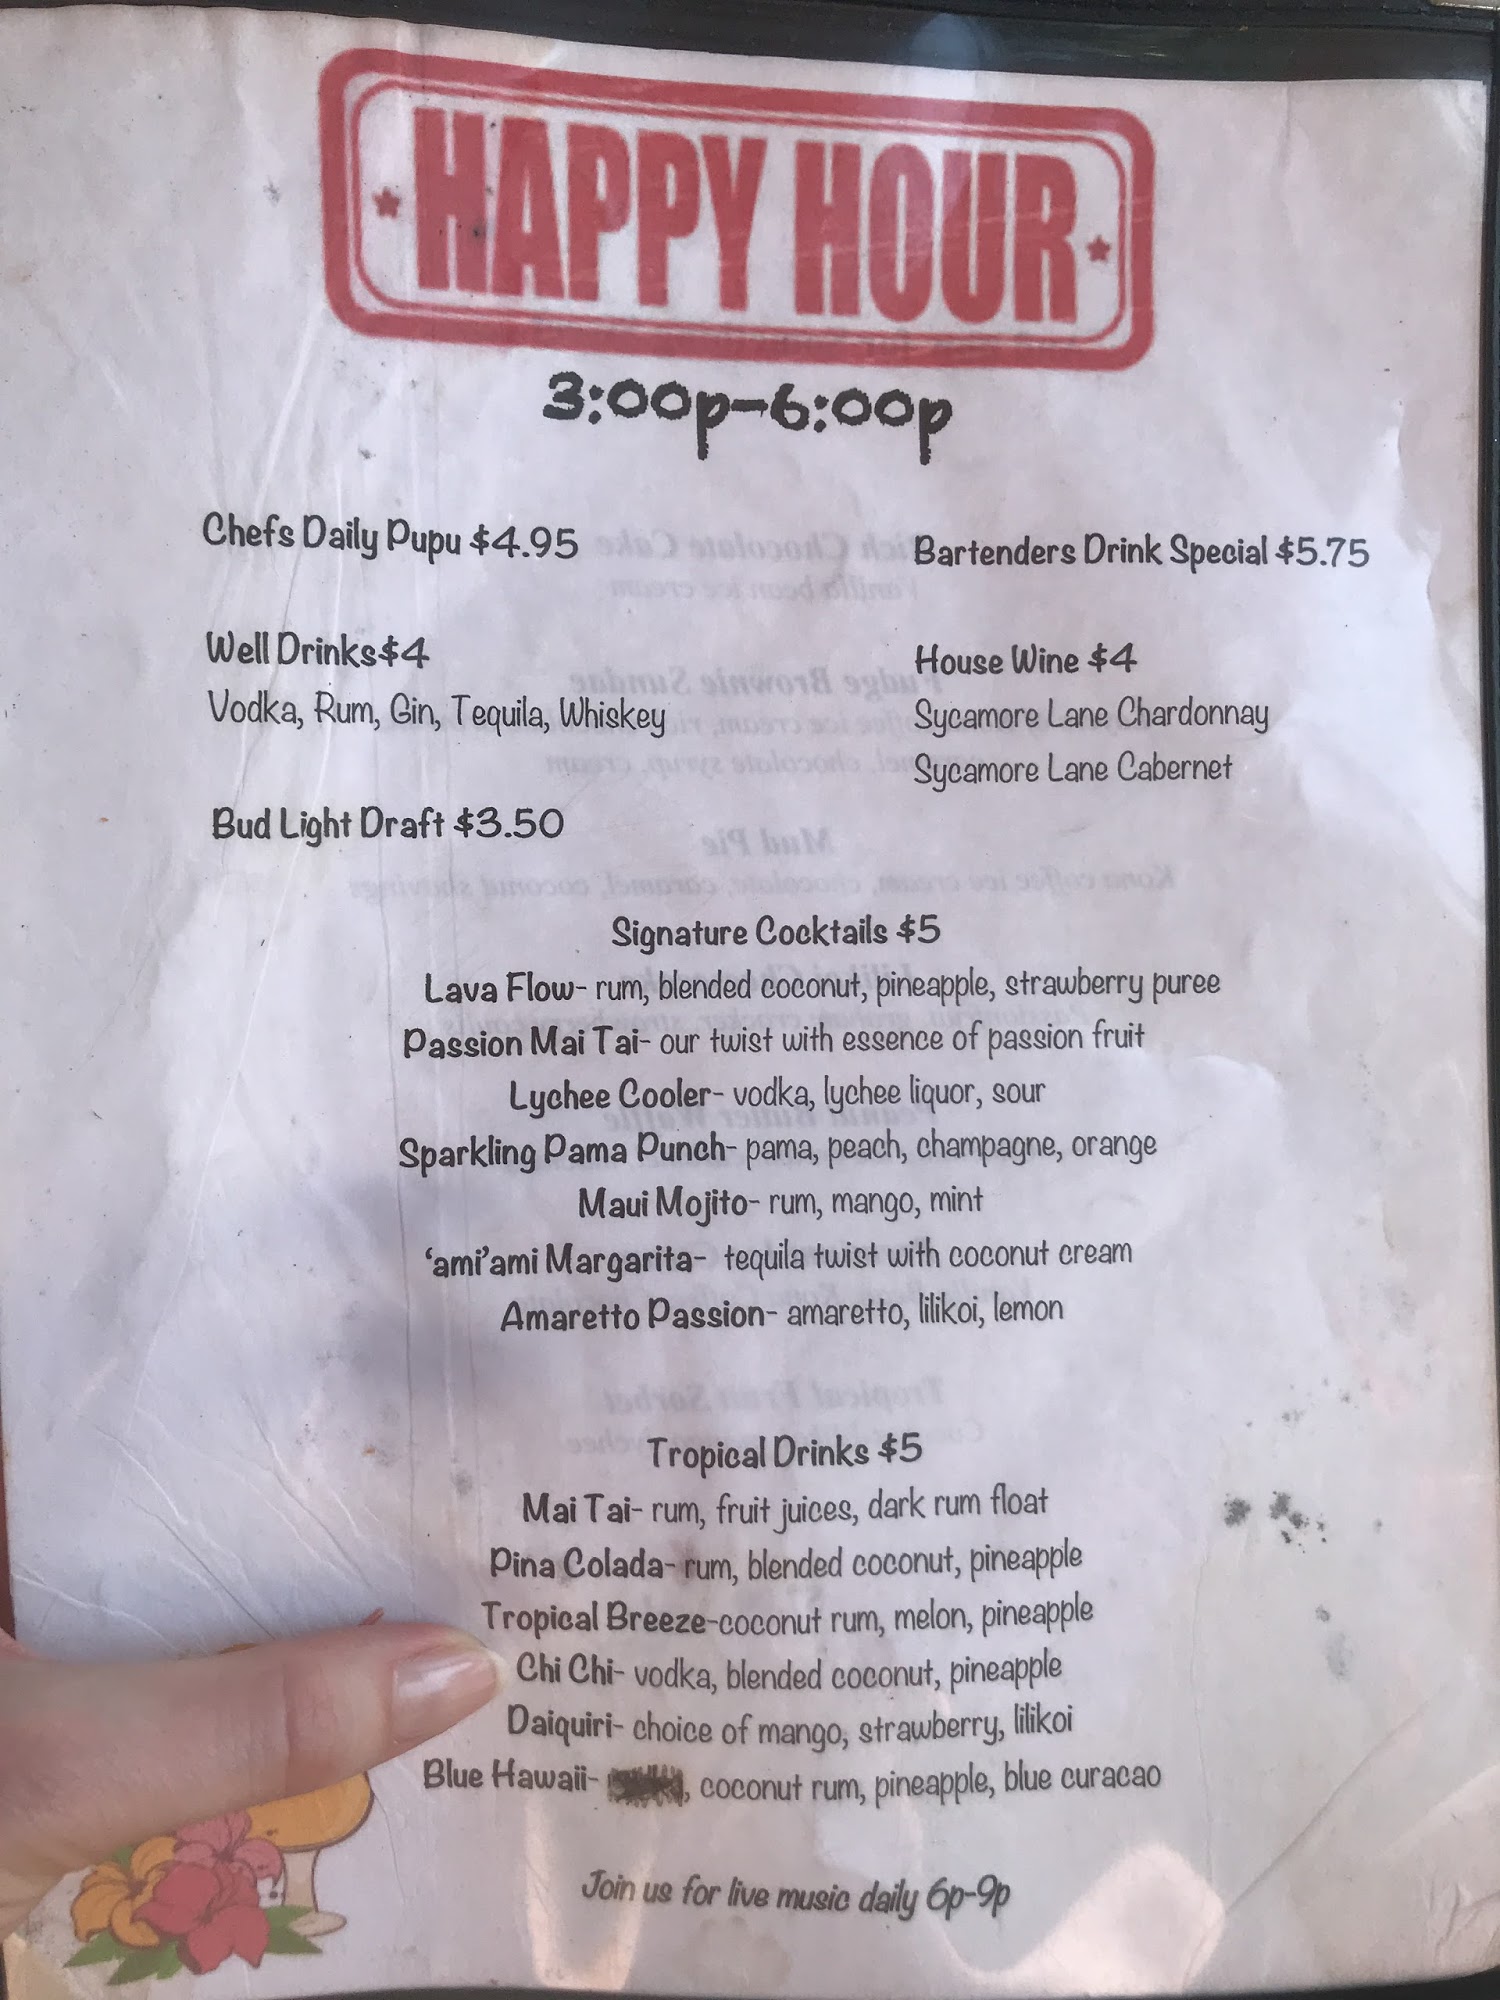 HAPPY HOUR
3:00p-6:00p
Chefs Daily Pupu $4.95
Bartenders Drink Special $5.75
Well Drinks$4
Vodka, Rum, Gin, Tequila, Whiskey
House Wine $4
Sycamore Lane Chardonnay
Sycamore Lane Cabernet
Bud Light Draft $3.50
Signature Cocktails $5
Lava Flow- rum, blended coconut, pineapple, strawberry puree
Passion Mai Tai- our twist with essence of passion fruit
Lychee Cooler- vodka, lychee liquor, sour
Sparkling Pama Punch- pama, peach, champagne, orange
Maui Mojito- rum, mango, mint
‘ami’ami Margarita- tequila twist with coconut cream
Amaretto Passion- amaretto, lilikoi, lemon
Tropical Drinks $5
Mai Tai- rum, fruit juices, dark rum float
Pina Colada- rum, blended coconut, pineapple
Tropical Breeze-coconut rum, melon, pineapple
Chi Chi- vodka, blended coconut, pineapple
Daiquiri- choice of mango, strawberry, lilikoi
Blue Hawaii- , coconut rum, pineapple, blue curacao
Join us for live music daily 6p-9p